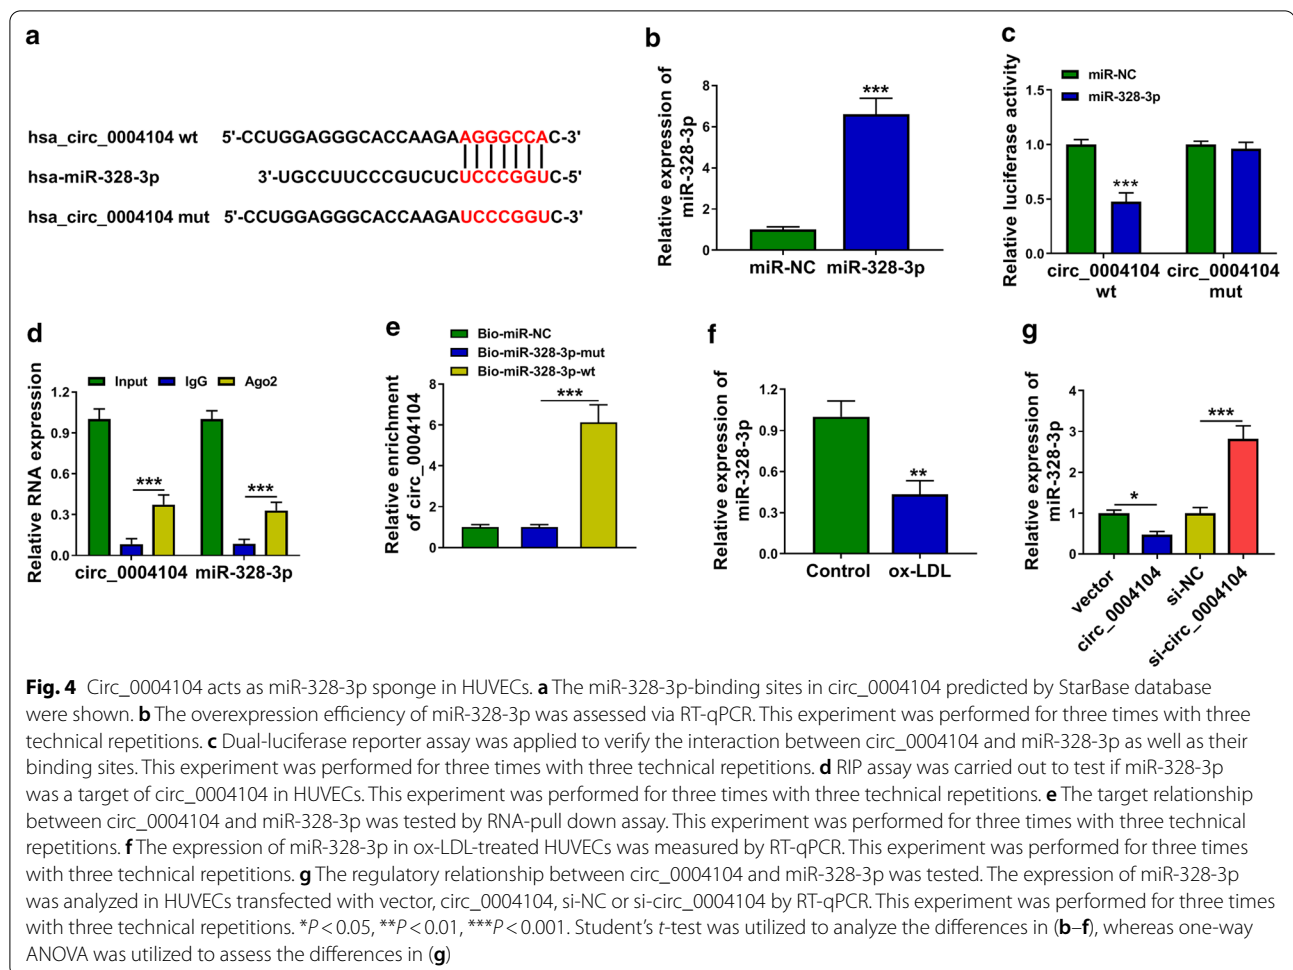 a
hsa_circ_0004104 wt 5'-CCUGGAGGGCACCAAGAAGGGCCAC-3'
hsa-miR-328-3p 3'-UGCCUUCCCGUCUCUCCCGGUC-5'
hsa_circ_0004104 mut 5'-CCUGGAGGGCACCAAGAUCCCGGUC-3'
b
Relative expression of
miR-328-3p
8
6
4
2
0
***
miR-NC miR-328-3p
c
miR-NC
miR-328-3p
Relative luciferase activity
1.5
1.0
0.5
0.0
***
circ_0004104 circ_0004104
wt mut
d
Input IgG Ago2
Relative RNA expression
1.2
0.9
0.6
0.3
0.0
*** ***
circ_0004104 miR-328-3p
e
Bio-miR-NC
Bio-miR-328-3p-mut
Bio-miR-328-3p-wt
Relative enrichment
of circ_0004104
8
6
4
2
0
***
f
Relative expression of
miR-328-3p
1.2
0.9
0.6
0.3
0.0
**
Control ox-LDL
g
Relative expression of
miR-328-3p
4
3
2
1
0
* ***
vector
circ_0004104
si-NC
si-circ_0004104
Fig. 4 Circ_0004104 acts as miR-328-3p sponge in HUVECs. a The miR-328-3p-binding sites in circ_0004104 predicted by StarBase database
were shown. b The overexpression efficiency of miR-328-3p was assessed via RT-qPCR. This experiment was performed for three times with three
technical repetitions. c Dual-luciferase reporter assay was applied to verify the interaction between circ_0004104 and miR-328-3p as well as their
binding sites. This experiment was performed for three times with three technical repetitions. d RIP assay was carried out to test if miR-328-3p
was a target of circ_0004104 in HUVECs. This experiment was performed for three times with three technical repetitions. e The target relationship
between circ_0004104 and miR-328-3p was tested by RNA-pull down assay. This experiment was performed for three times with three technical
repetitions. f The expression of miR-328-3p in ox-LDL-treated HUVECs was measured by RT-qPCR. This experiment was performed for three times
with three technical repetitions. g The regulatory relationship between circ_0004104 and miR-328-3p was tested. The expression of miR-328-3p
was analyzed in HUVECs transfected with vector, circ_0004104, si-NC or si-circ_0004104 by RT-qPCR. This experiment was performed for three times
with three technical repetitions. *P < 0.05, **P < 0.01, ***P < 0.001. Student's t-test was utilized to analyze the differences in (b–f), whereas one-way
ANOVA was utilized to assess the differences in (g)